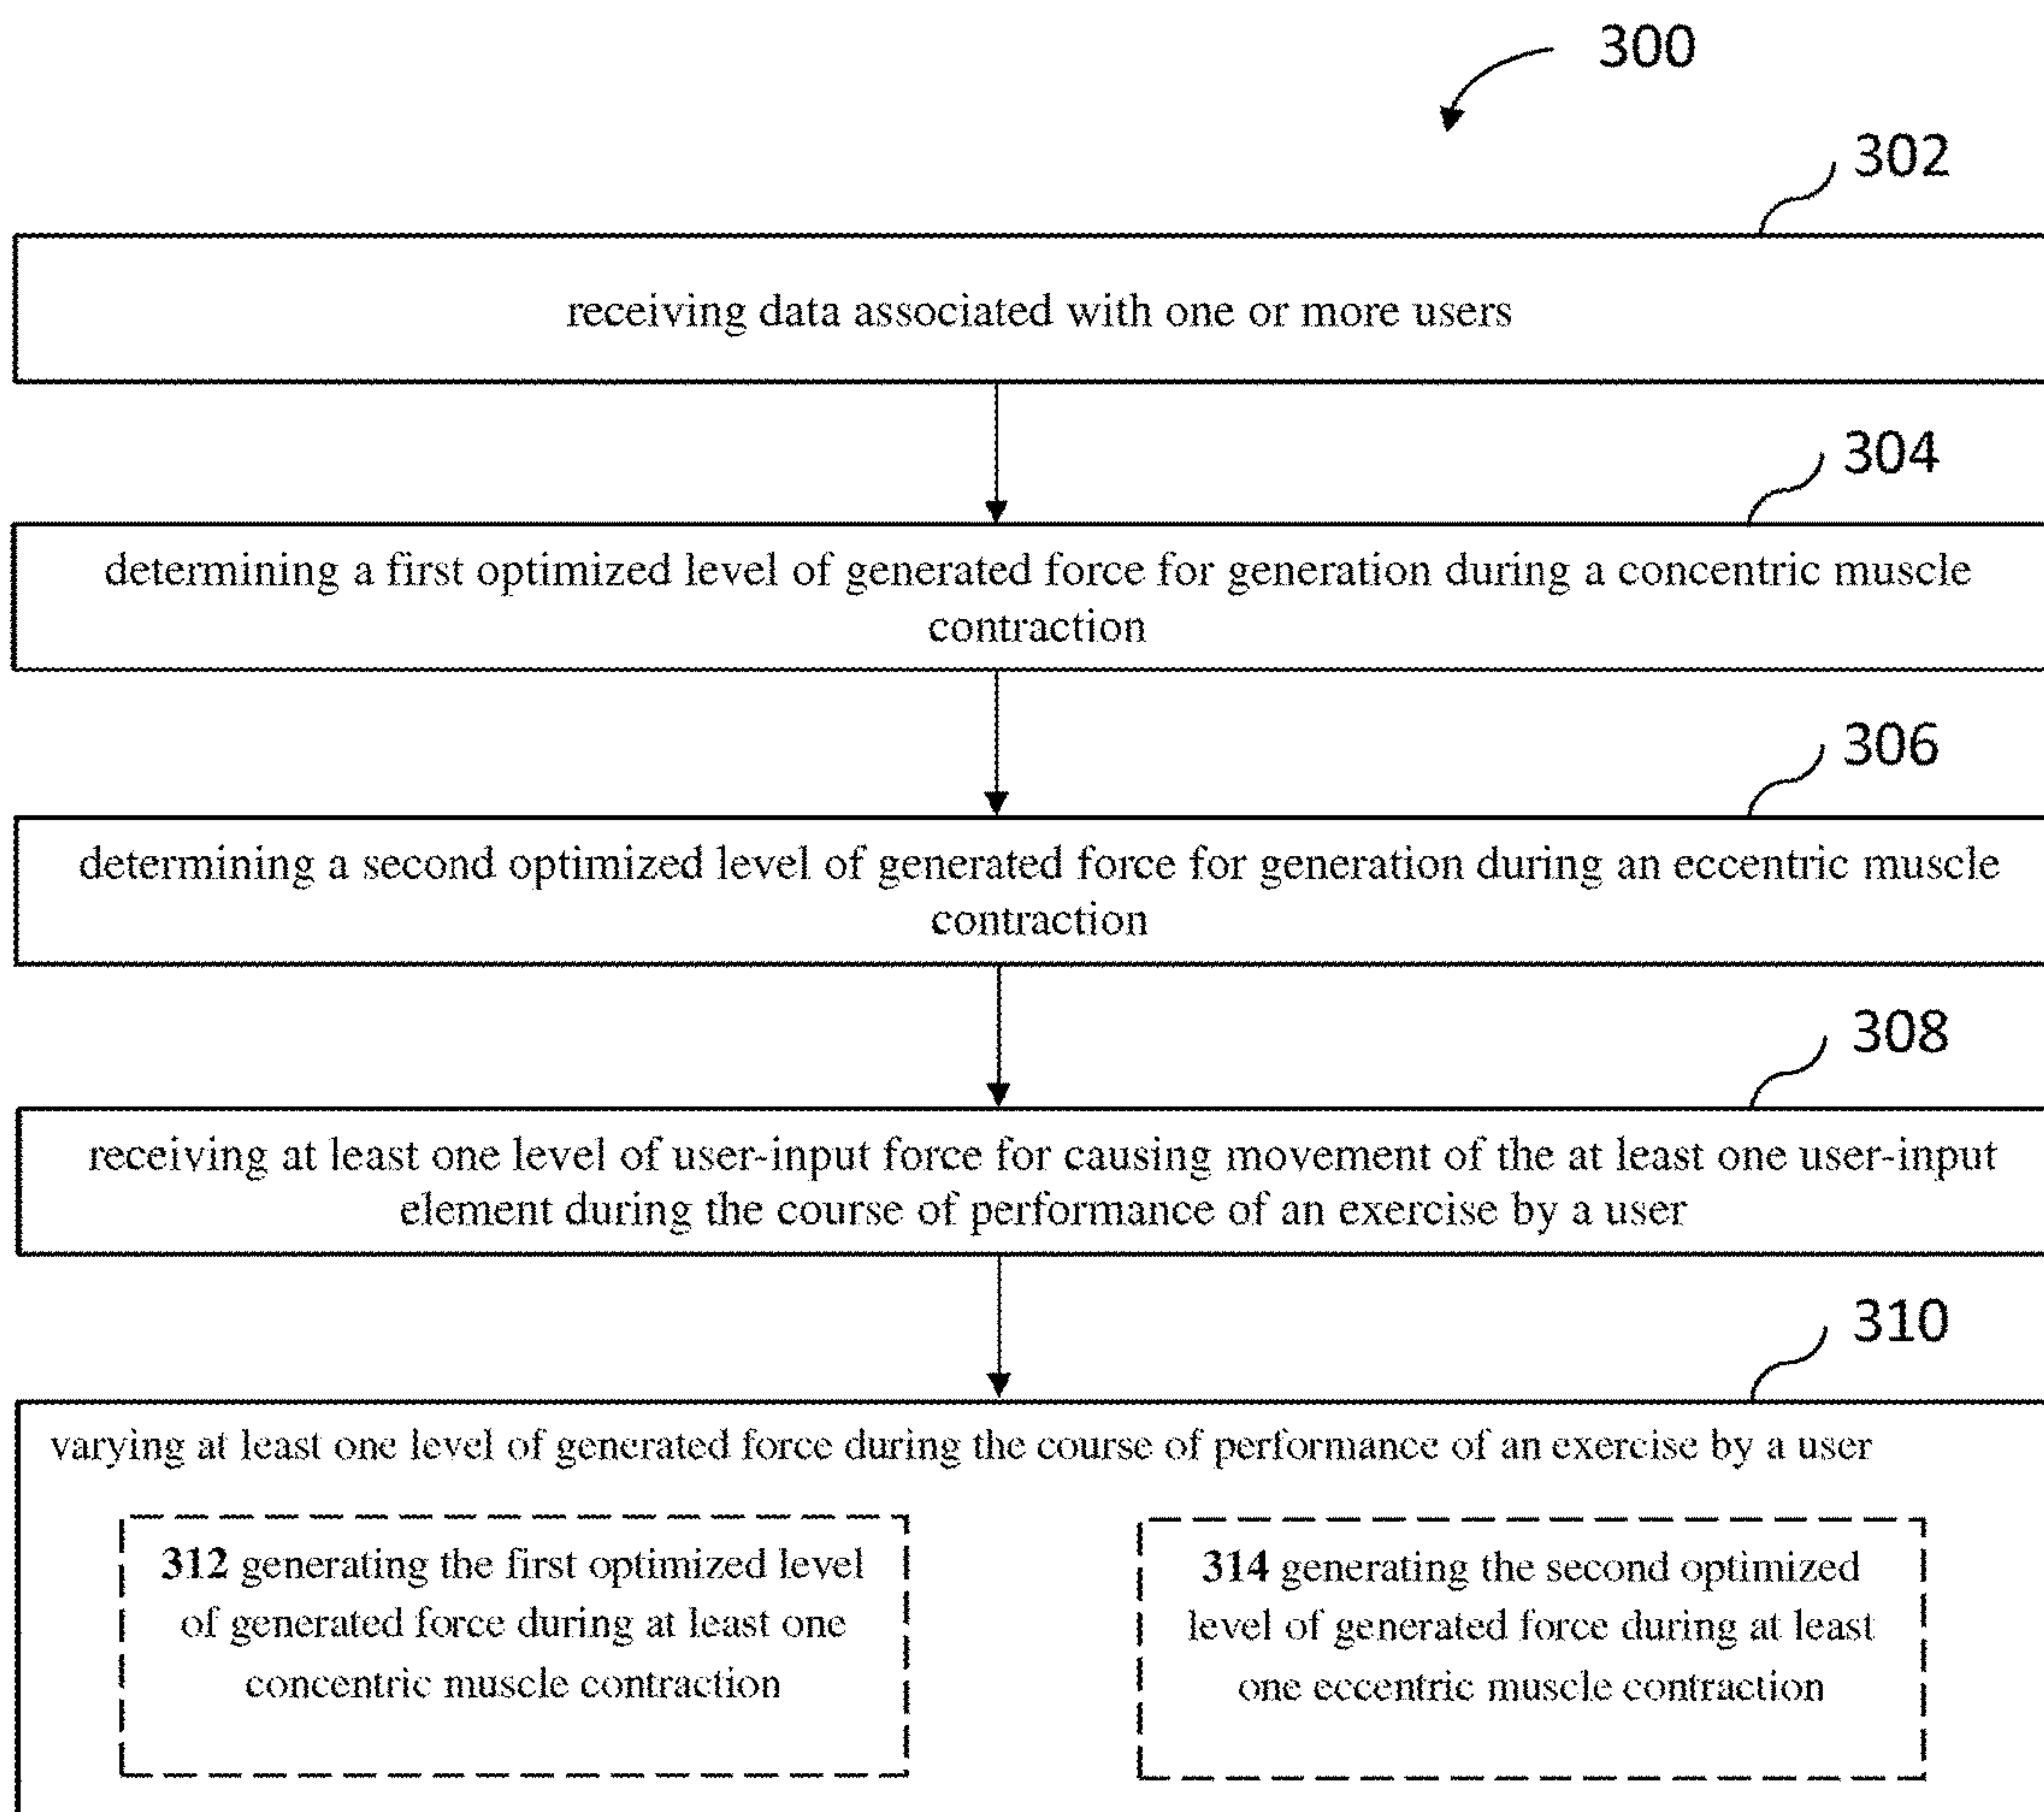 300
302
receiving data associated with one or more users
304
determining a first optimized level of generated force for generation during a concentric muscle
contraction
306
determining a second optimized level of generated force for generation during an eccentric muscle
contraction
308
receiving at least one level of user-input force for causing movement of the at least one user-input
element during the course of performance of an exercise by a user
310
varying at least one level of generated force during the course of performance of an exercise by a user
312 generating the first optimized level
of generated force during at least one
concentric muscle contraction
314 generating the second optimized
level of generated force during at least
one eccentric muscle contraction